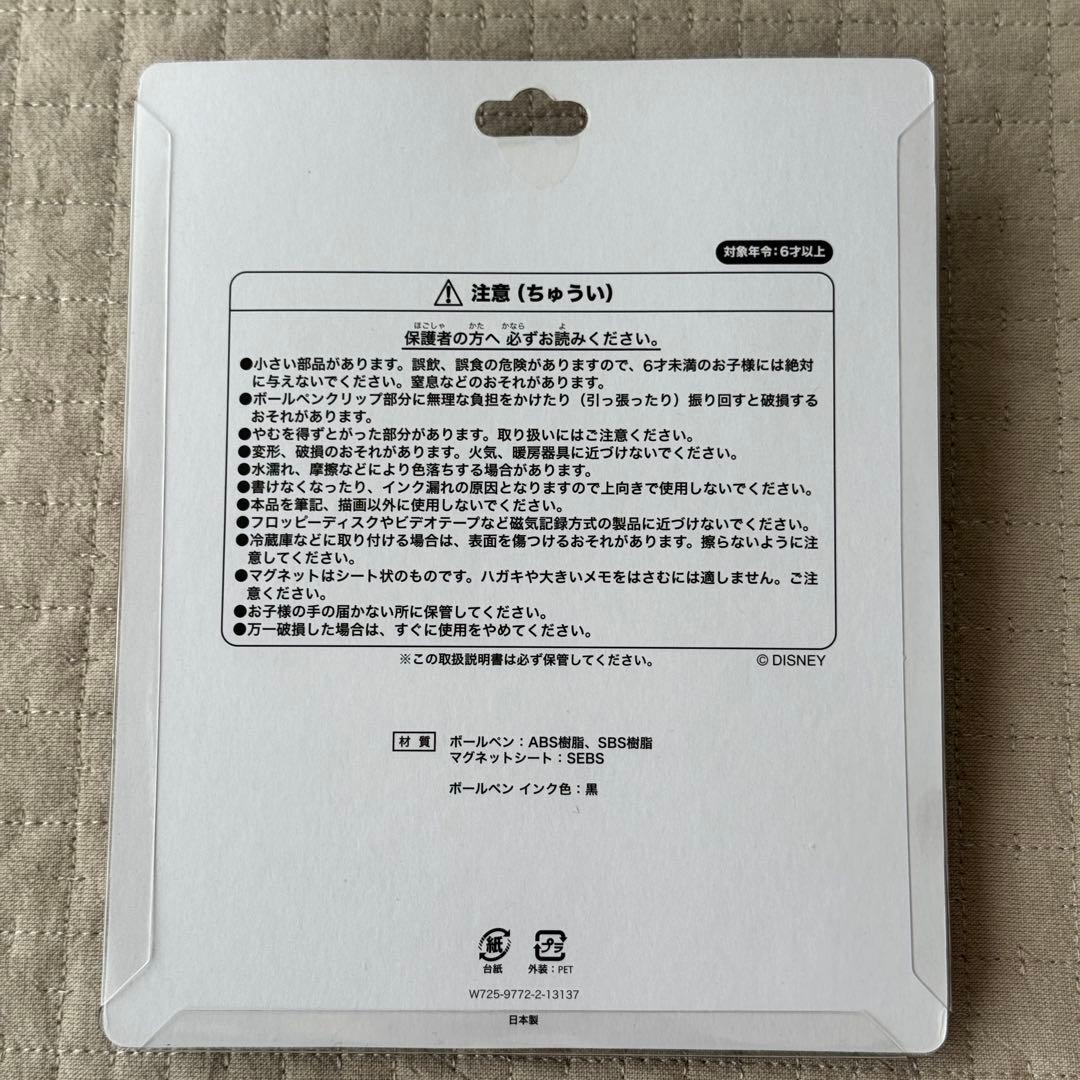 対象年令：6才以上
注意（ちゅうい）
ほごしゃ かた かなら よ
保護者の方へ 必ずお読みください。
●小さい部品があります。誤飲、誤食の危険がありますので、6才未満のお子様には絶対
に与えないでください。窒息などのおそれがあります。
●ボールペンクリップ部分に無理な負担をかけたり（引っ張ったり）振り回すと破損する
おそれがあります。
●やむを得ずとがった部分があります。取り扱いにはご注意ください。
●変形、破損のおそれがあります。火気、暖房器具に近づけないでください。
●水濡れ、摩擦などにより色落ちする場合があります。
●書けなくなったり、インク漏れの原因となりますので上向きで使用しないでください。
●本品を筆記、描画以外に使用しないでください。
●フロッピーディスクやビデオテープなど磁気記録方式の製品に近づけないでください。
●冷蔵庫などに取り付ける場合は、表面を傷つけるおそれがあります。擦らないように注
意してください。
●マグネットはシート状のものです。ハガキや大きいメモをはさむには適しません。ご注
意ください。
●お子様の手の届かない所に保管してください。
●万一破損した場合は、すぐに使用をやめてください。
※この取扱説明書は必ず保管してください。 © DISNEY
材質 ボールペン：ABS樹脂、SBS樹脂
マグネットシート：SEBS
ボールペン インク色：黒
紙 プラ
台紙 外装：PET
W725-9772-2-13137
日本製